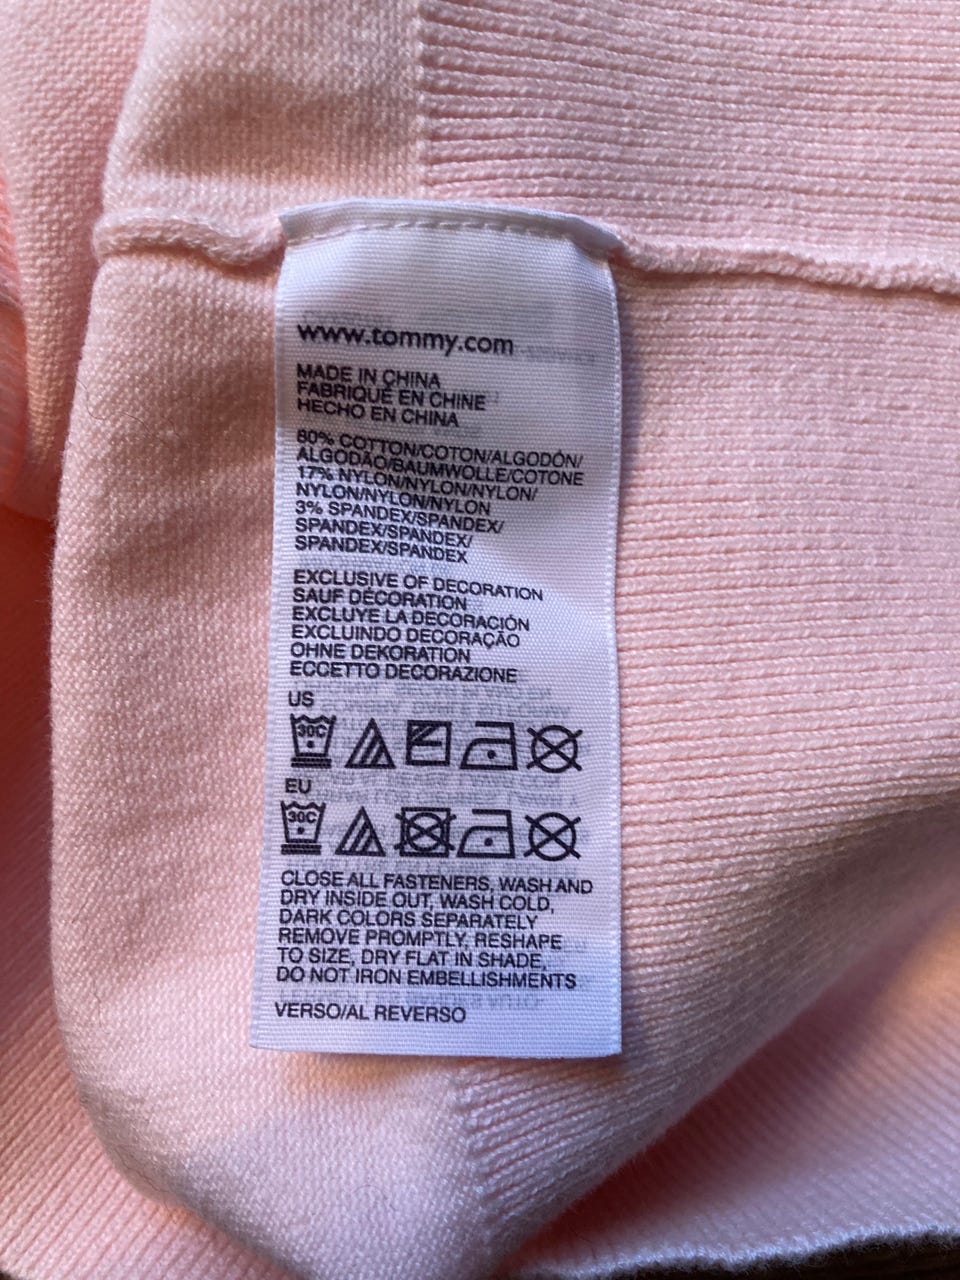 www.tommy.com
MADE IN CHINA
FABRIQUÉ EN CHINE
HECHO EN CHINA
80% COTTON/COTON/ALGODÓN/
ALGODÃO/BAUMWOLLE/COTONE
17% NYLON/NYLON/NYLON/
NYLON/NYLON/NYLON
3% SPANDEX/SPANDEX/
SPANDEX/SPANDEX/
SPANDEX/SPANDEX
EXCLUSIVE OF DECORATION
SAUF DÉCORATION
EXCLUYE LA DECORACIÓN
EXCLUINDO DECORAÇÃO
OHNE DEKORATION
ECCETTO DECORAZIONE
US
30C
EU
30C
CLOSE ALL FASTENERS, WASH AND
DRY INSIDE OUT, WASH COLD,
DARK COLORS SEPARATELY
REMOVE PROMPTLY, RESHAPE
TO SIZE, DRY FLAT IN SHADE,
DO NOT IRON EMBELLISHMENTS
VERSO/AL REVERSO